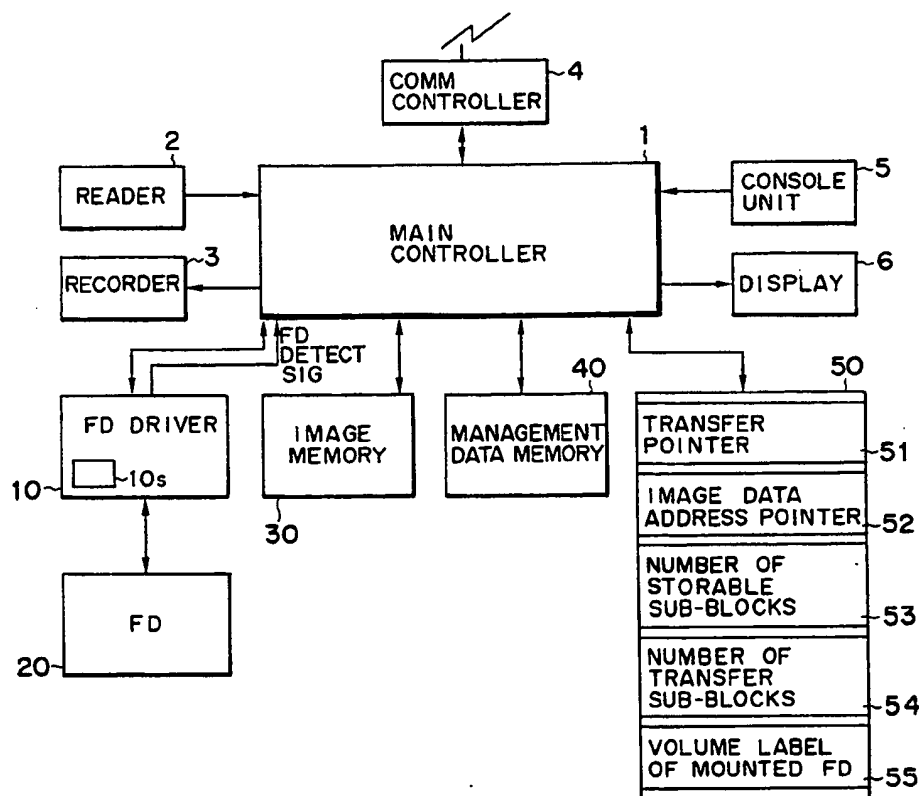 COMM
CONTROLLER
4
2
READER
1
MAIN
CONTROLLER
CONSOLE
UNIT
5
3
RECORDER
DISPLAY
6
FD
DETECT
SIG
FD DRIVER
10s
10
IMAGE
MEMORY
30
40
MANAGEMENT
DATA MEMORY
50
TRANSFER
POINTER
51
IMAGE DATA
ADDRESS POINTER
52
NUMBER OF
STORABLE
SUB-BLOCKS
53
NUMBER OF
TRANSFER
SUB-BLOCKS
54
VOLUME LABEL
OF MOUNTED FD
55
FD
20